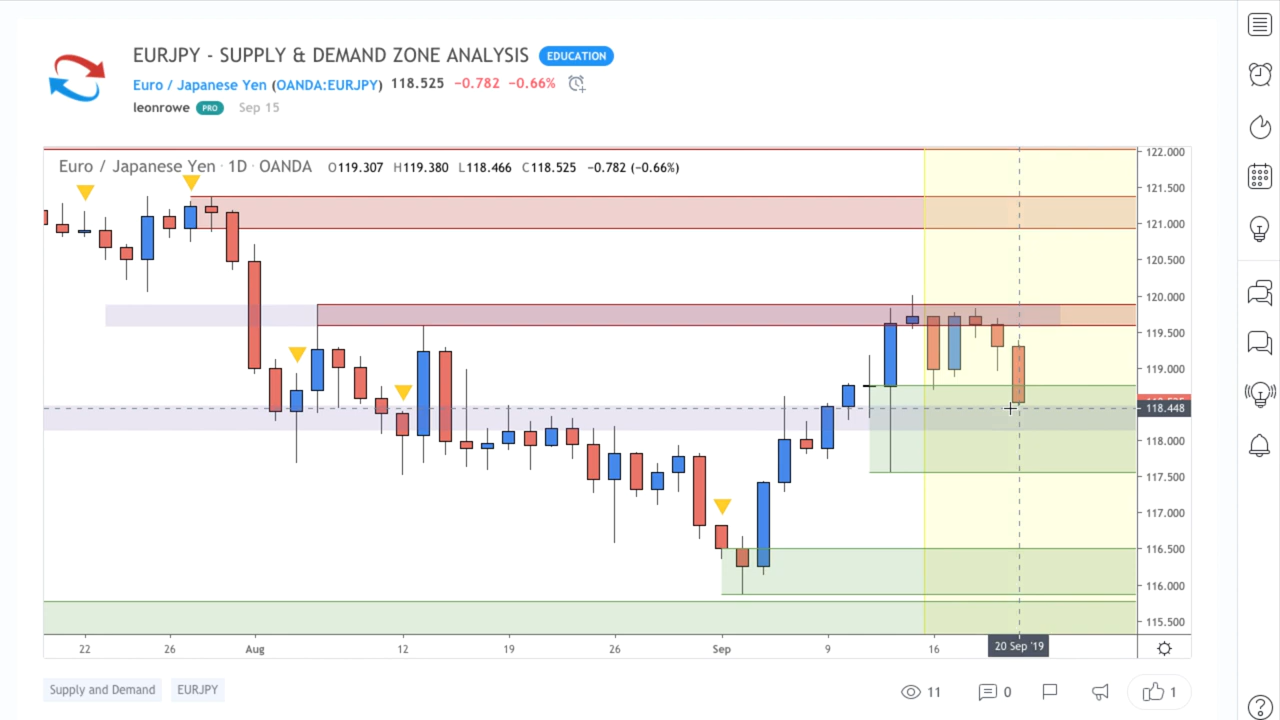 EURJPY - SUPPLY & DEMAND ZONE ANALYSIS EDUCATION
Euro / Japanese Yen (OANDA:EURJPY) 118.525 −0.782 −0.66%
leonrowe PRO Sep 15
Euro / Japanese Yen · 1D · OANDA O119.307 H119.380 L118.466 C118.525 −0.782 (−0.66%)
122.000
121.500
121.000
120.500
120.000
119.500
119.000
118.448
118.000
117.500
117.000
116.500
116.000
115.500
22 26 Aug 12 19 26 Sep 9 16 20 Sep '19
Supply and Demand EURJPY 11 0 1